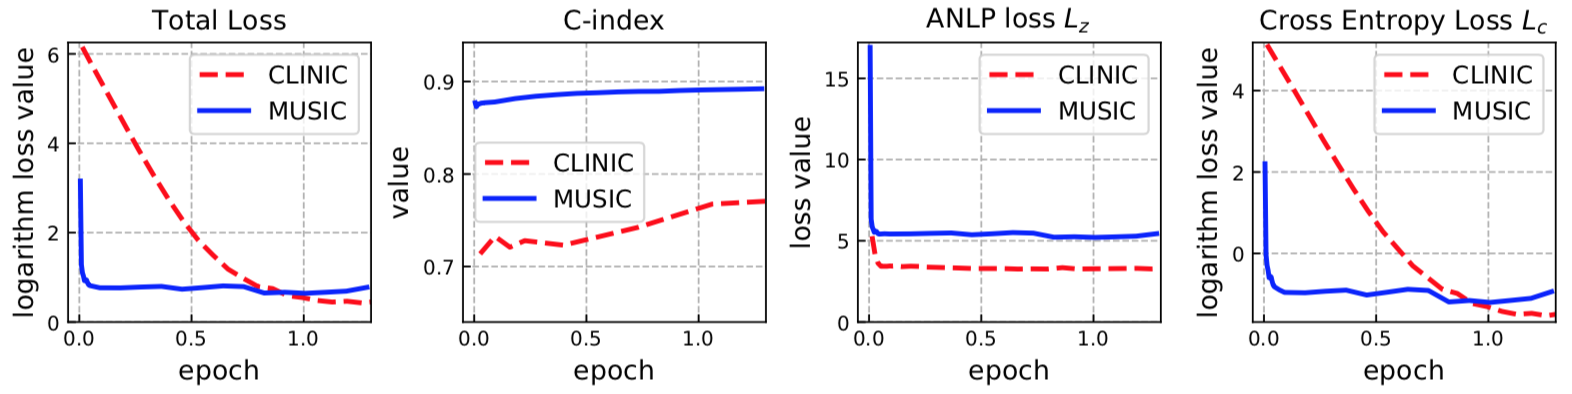 Total Loss
logarithm loss value
6
4
2
0
CLINIC
MUSIC
0.0 0.5 1.0
epoch
C-index
value
0.9
0.8
0.7
CLINIC
MUSIC
0.0 0.5 1.0
epoch
ANLP loss L_z
loss value
15
10
5
0
CLINIC
MUSIC
0.0 0.5 1.0
epoch
Cross Entropy Loss L_c
logarithm loss value
4
2
0
CLINIC
MUSIC
0.0 0.5 1.0
epoch